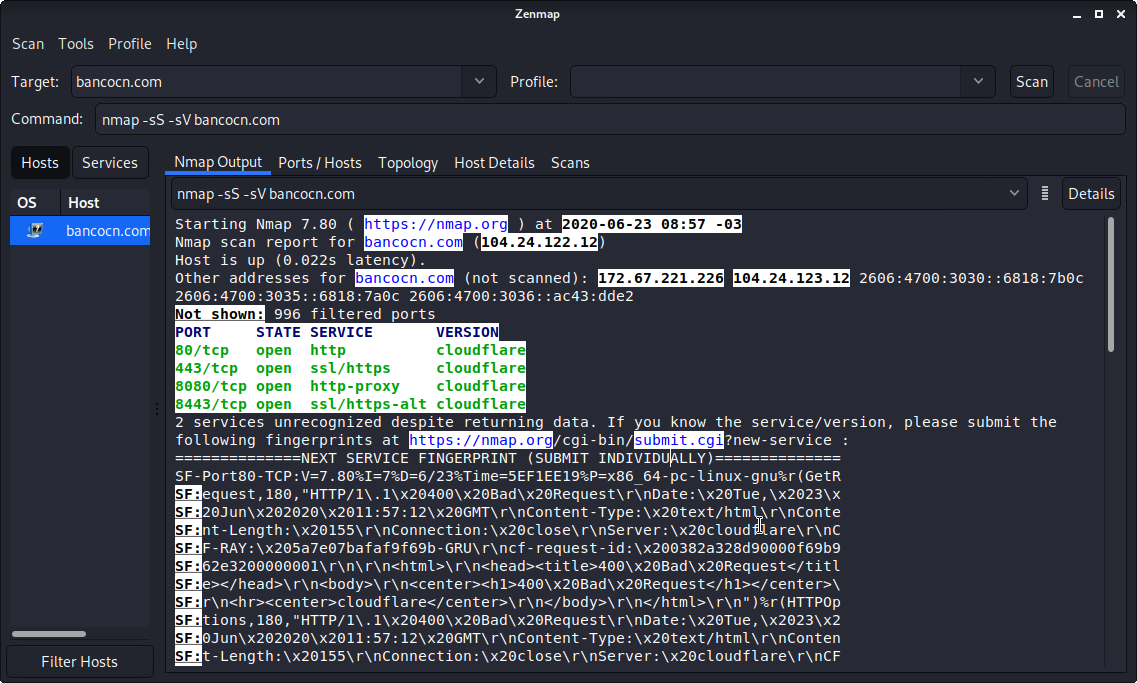 Zenmap
Scan Tools Profile Help
Target: bancocn.com Profile: Scan Cancel
Command: nmap -sS -sV bancocn.com
Hosts Services Nmap Output Ports / Hosts Topology Host Details Scans
OS Host nmap -sS -sV bancocn.com Details
bancocn.com
Starting Nmap 7.80 ( https://nmap.org ) at 2020-06-23 08:57 -03
Nmap scan report for bancocn.com (104.24.122.12)
Host is up (0.022s latency).
Other addresses for bancocn.com (not scanned): 172.67.221.226 104.24.123.12 2606:4700:3030::6818:7b0c
2606:4700:3035::6818:7a0c 2606:4700:3036::ac43:dde2
Not shown: 996 filtered ports
PORT STATE SERVICE VERSION
80/tcp open http cloudflare
443/tcp open ssl/https cloudflare
8080/tcp open http-proxy cloudflare
8443/tcp open ssl/https-alt cloudflare
2 services unrecognized despite returning data. If you know the service/version, please submit the
following fingerprints at https://nmap.org/cgi-bin/submit.cgi?new-service :
==============NEXT SERVICE FINGERPRINT (SUBMIT INDIVIDUALLY)==============
SF-Port80-TCP:V=7.80%I=7%D=6/23%Time=5EF1EE19%P=x86_64-pc-linux-gnu%r(GetR
SF:equest,180,"HTTP/1\.1\x20400\x20Bad\x20Request\r\nDate:\x20Tue,\x2023\x
SF:20Jun\x202020\x2011:57:12\x20GMT\r\nContent-Type:\x20text/html\r\nConte
SF:nt-Length:\x20155\r\nConnection:\x20close\r\nServer:\x20cloudflare\r\nC
SF:F-RAY:\x205a7e07bafaf9f69b-GRU\r\ncf-request-id:\x200382a328d90000f69b9
SF:62e3200000001\r\n\r\n<html>\r\n<head><title>400\x20Bad\x20Request</titl
SF:e></head>\r\n<body>\r\n<center><h1>400\x20Bad\x20Request</h1></center>\
SF:r\n<hr><center>cloudflare</center>\r\n</body>\r\n</html>\r\n")%r(HTTPOp
SF:tions,180,"HTTP/1\.1\x20400\x20Bad\x20Request\r\nDate:\x20Tue,\x2023\x2
SF:0Jun\x202020\x2011:57:12\x20GMT\r\nContent-Type:\x20text/html\r\nConten
SF:t-Length:\x20155\r\nConnection:\x20close\r\nServer:\x20cloudflare\r\nCF
Filter Hosts